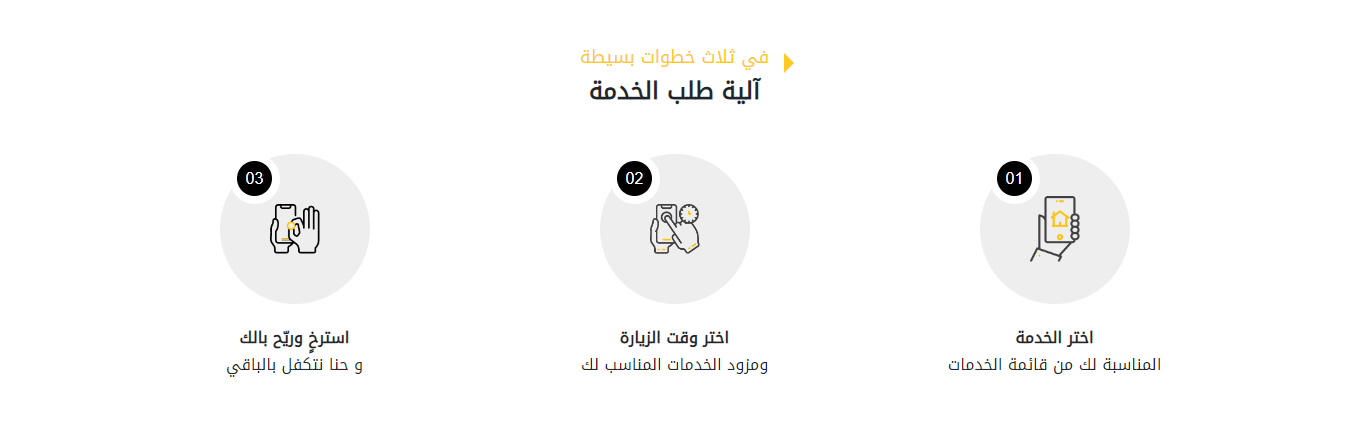 في ثلاث خطوات بسيطة
آلية طلب الخدمة
01
اختر الخدمة
المناسبة لك من قائمة الخدمات
02
اختر وقت الزيارة
ومزود الخدمات المناسب لك
03
استرخٍ وريّح بالك
و حنا نتكفل بالباقي